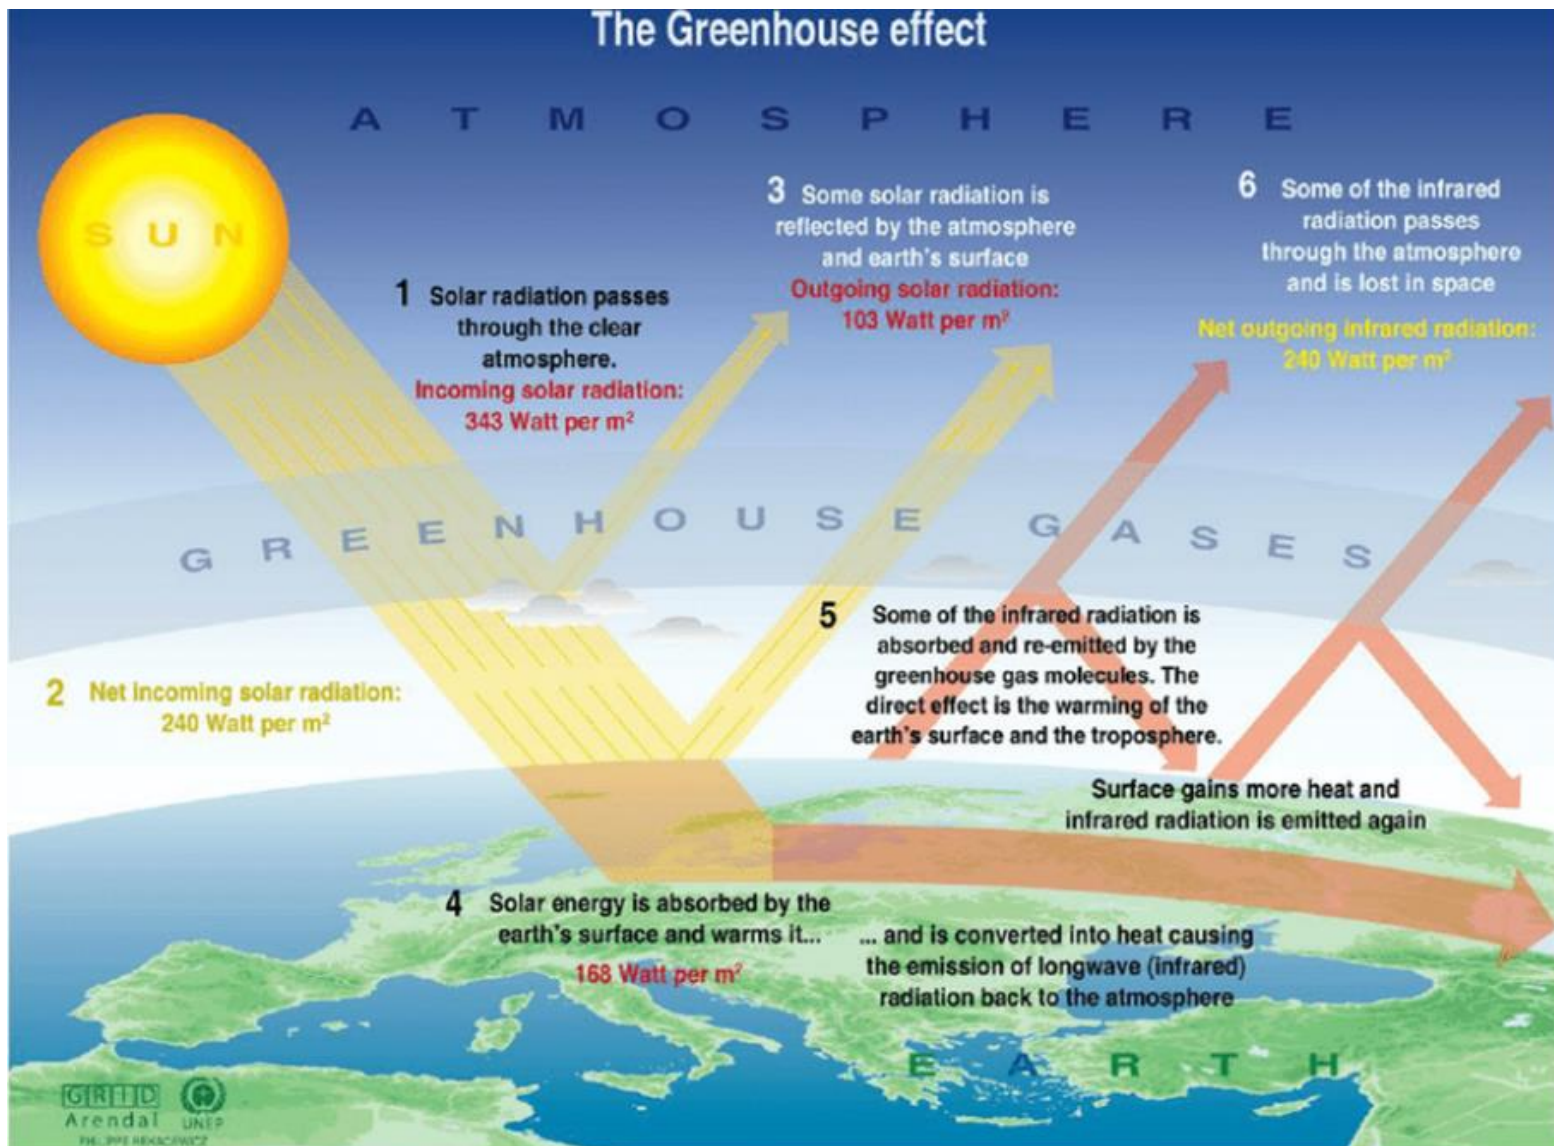 The Greenhouse effect
A T M O S P H E R E
S U N
1 Solar radiation passes
through the clear
atmosphere.
Incoming solar radiation:
343 Watt per m²
3 Some solar radiation is
reflected by the atmosphere
and earth's surface
Outgoing solar radiation:
103 Watt per m²
6 Some of the infrared
radiation passes
through the atmosphere
and is lost in space
Net outgoing infrared radiation:
240 Watt per m²
G R E E N H O U S E G A S E S
2 Net incoming solar radiation:
240 Watt per m²
5 Some of the infrared radiation is
absorbed and re-emitted by the
greenhouse gas molecules. The
direct effect is the warming of the
earth's surface and the troposphere.
Surface gains more heat and
infrared radiation is emitted again
4 Solar energy is absorbed by the
earth's surface and warms it...
168 Watt per m²
... and is converted into heat causing
the emission of longwave (infrared)
radiation back to the atmosphere
E A R T H
GRID
Arendal UNEP
PHILIPPE REKACEWICZ